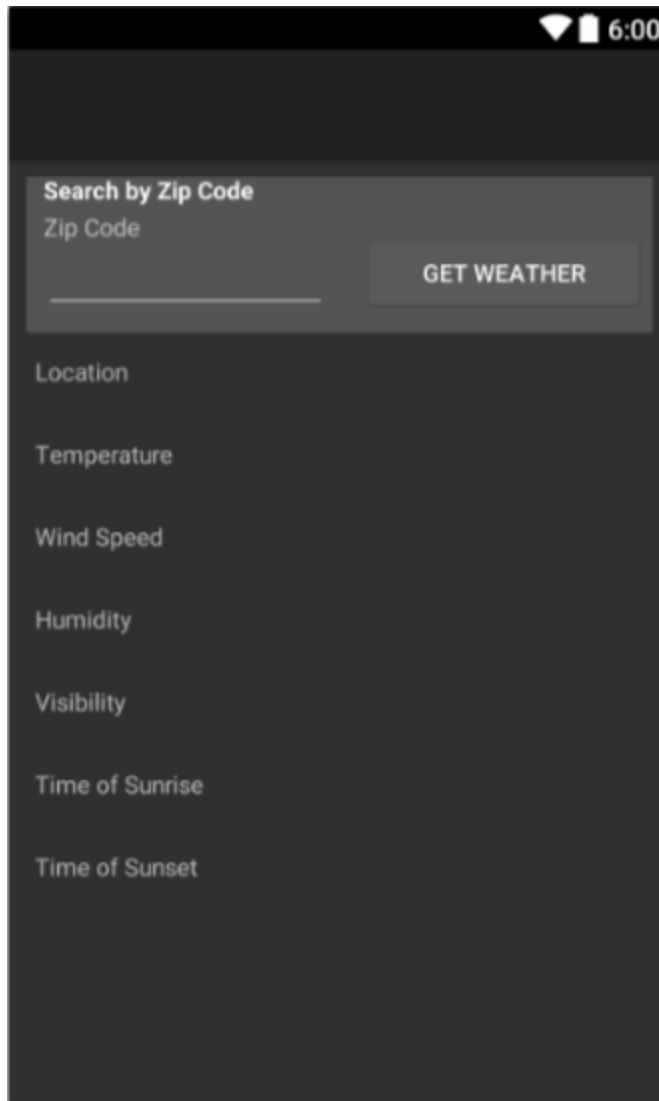 6:00
Search by Zip Code
Zip Code
GET WEATHER
Location
Temperature
Wind Speed
Humidity
Visibility
Time of Sunrise
Time of Sunset